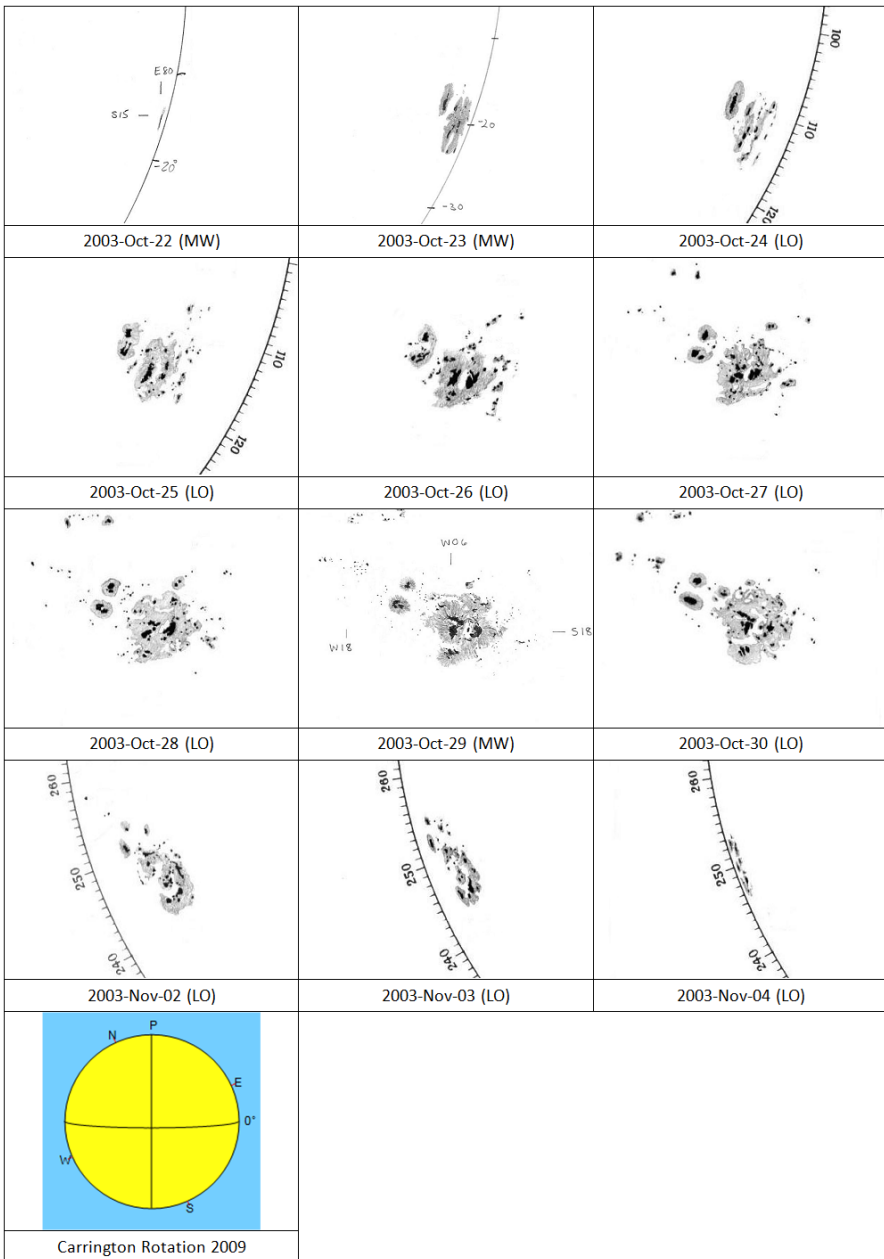 E80
S15
-20°
2003-Oct-22 (MW)
-20
-30
2003-Oct-23 (MW)
100
110
120
2003-Oct-24 (LO)
110
120
2003-Oct-25 (LO)
2003-Oct-26 (LO)
2003-Oct-27 (LO)
2003-Oct-28 (LO)
W06
W18
S18
2003-Oct-29 (MW)
2003-Oct-30 (LO)
260
250
240
2003-Nov-02 (LO)
260
250
240
2003-Nov-03 (LO)
260
250
240
2003-Nov-04 (LO)
P
N
E
0°
W
S
Carrington Rotation 2009